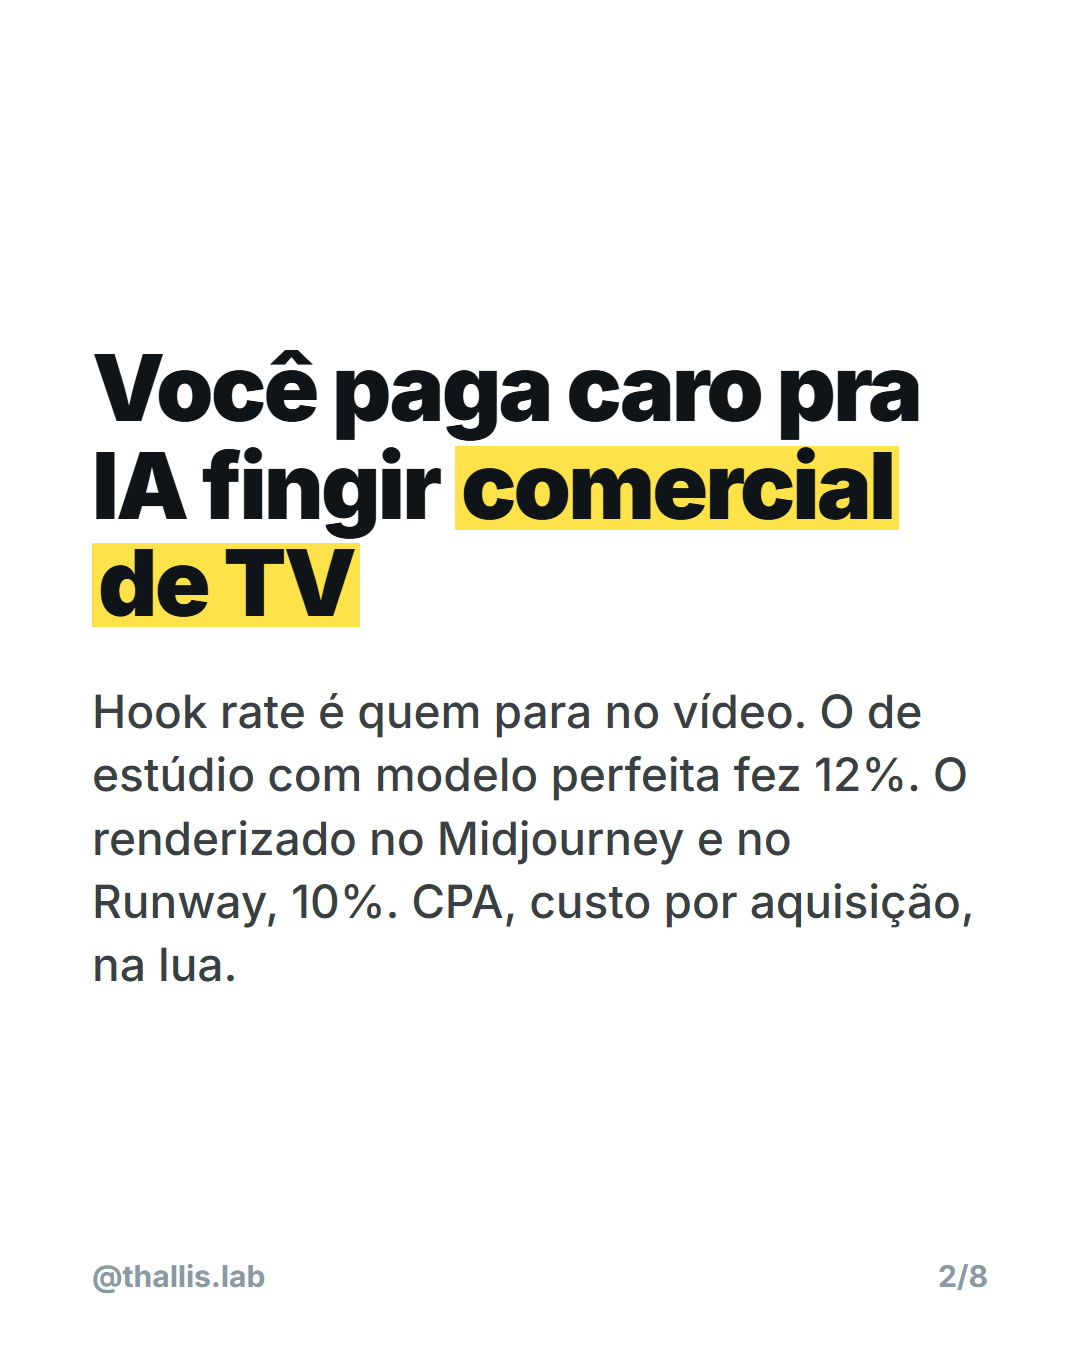 Você paga caro pra
IA fingir comercial
de TV
Hook rate é quem para no vídeo. O de
estúdio com modelo perfeita fez 12%. O
renderizado no Midjourney e no
Runway, 10%. CPA, custo por aquisição,
na lua.
@thallis.lab
2/8